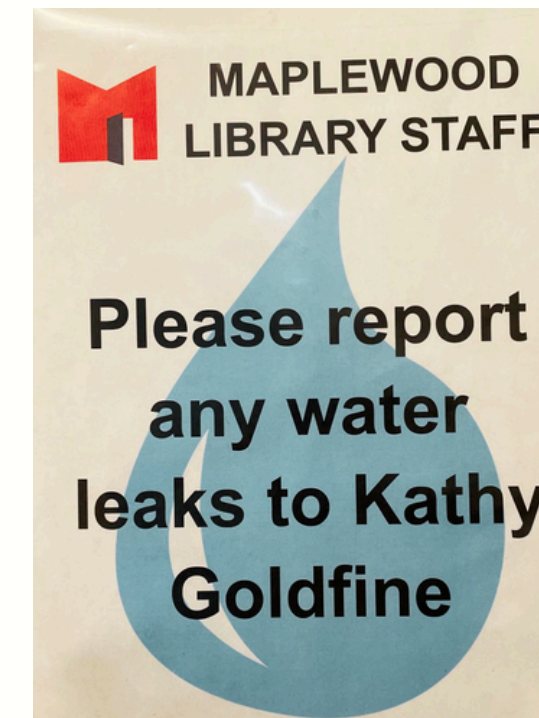 MAPLEWOOD
LIBRARY STAFF
Please report
any water
leaks to Kathy
Goldfine